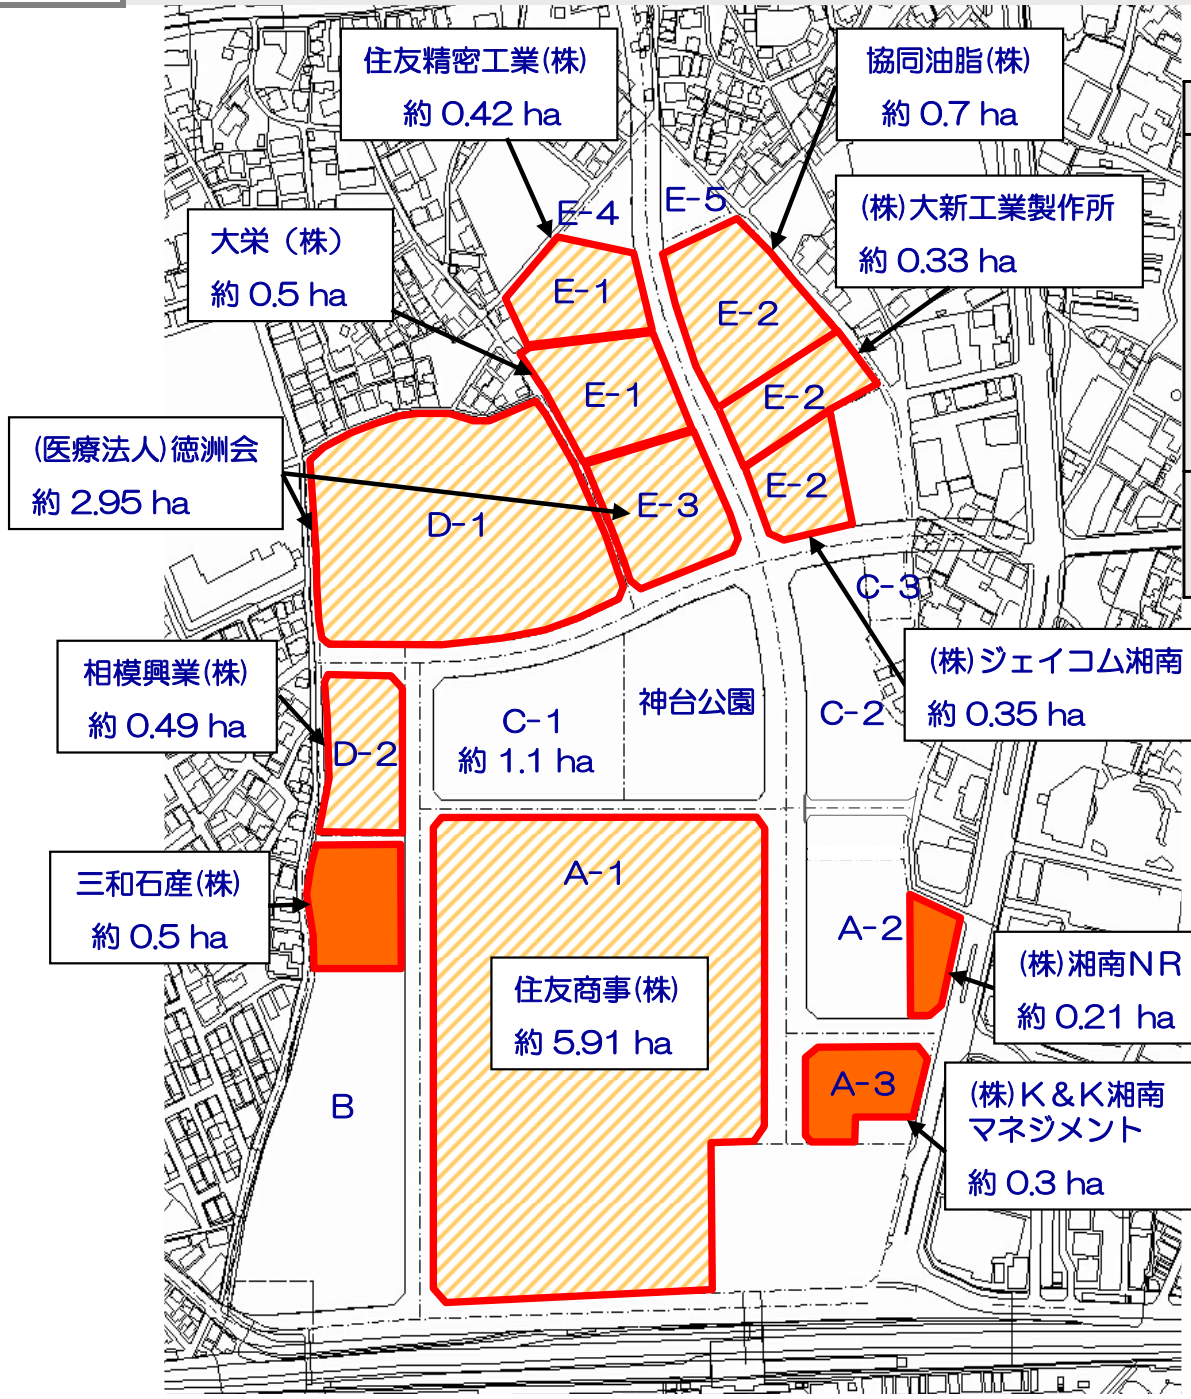 住友精密工業(株)
約 0.42 ha
協同油脂(株)
約 0.7 ha
(株)大新工業製作所
約 0.33 ha
大栄（株）
約 0.5 ha
E-4
E-5
E-1
E-2
E-1
E-2
E-2
E-3
(医療法人)徳洲会
約 2.95 ha
D-1
C-3
(株)ジェイコム湘南
約 0.35 ha
相模興業(株)
約 0.49 ha
D-2
C-1
約 1.1 ha
神台公園
C-2
三和石産(株)
約 0.5 ha
A-1
A-2
住友商事(株)
約 5.91 ha
(株)湘南NR
約 0.21 ha
B
A-3
(株)K&K湘南
マネジメント
約 0.3 ha